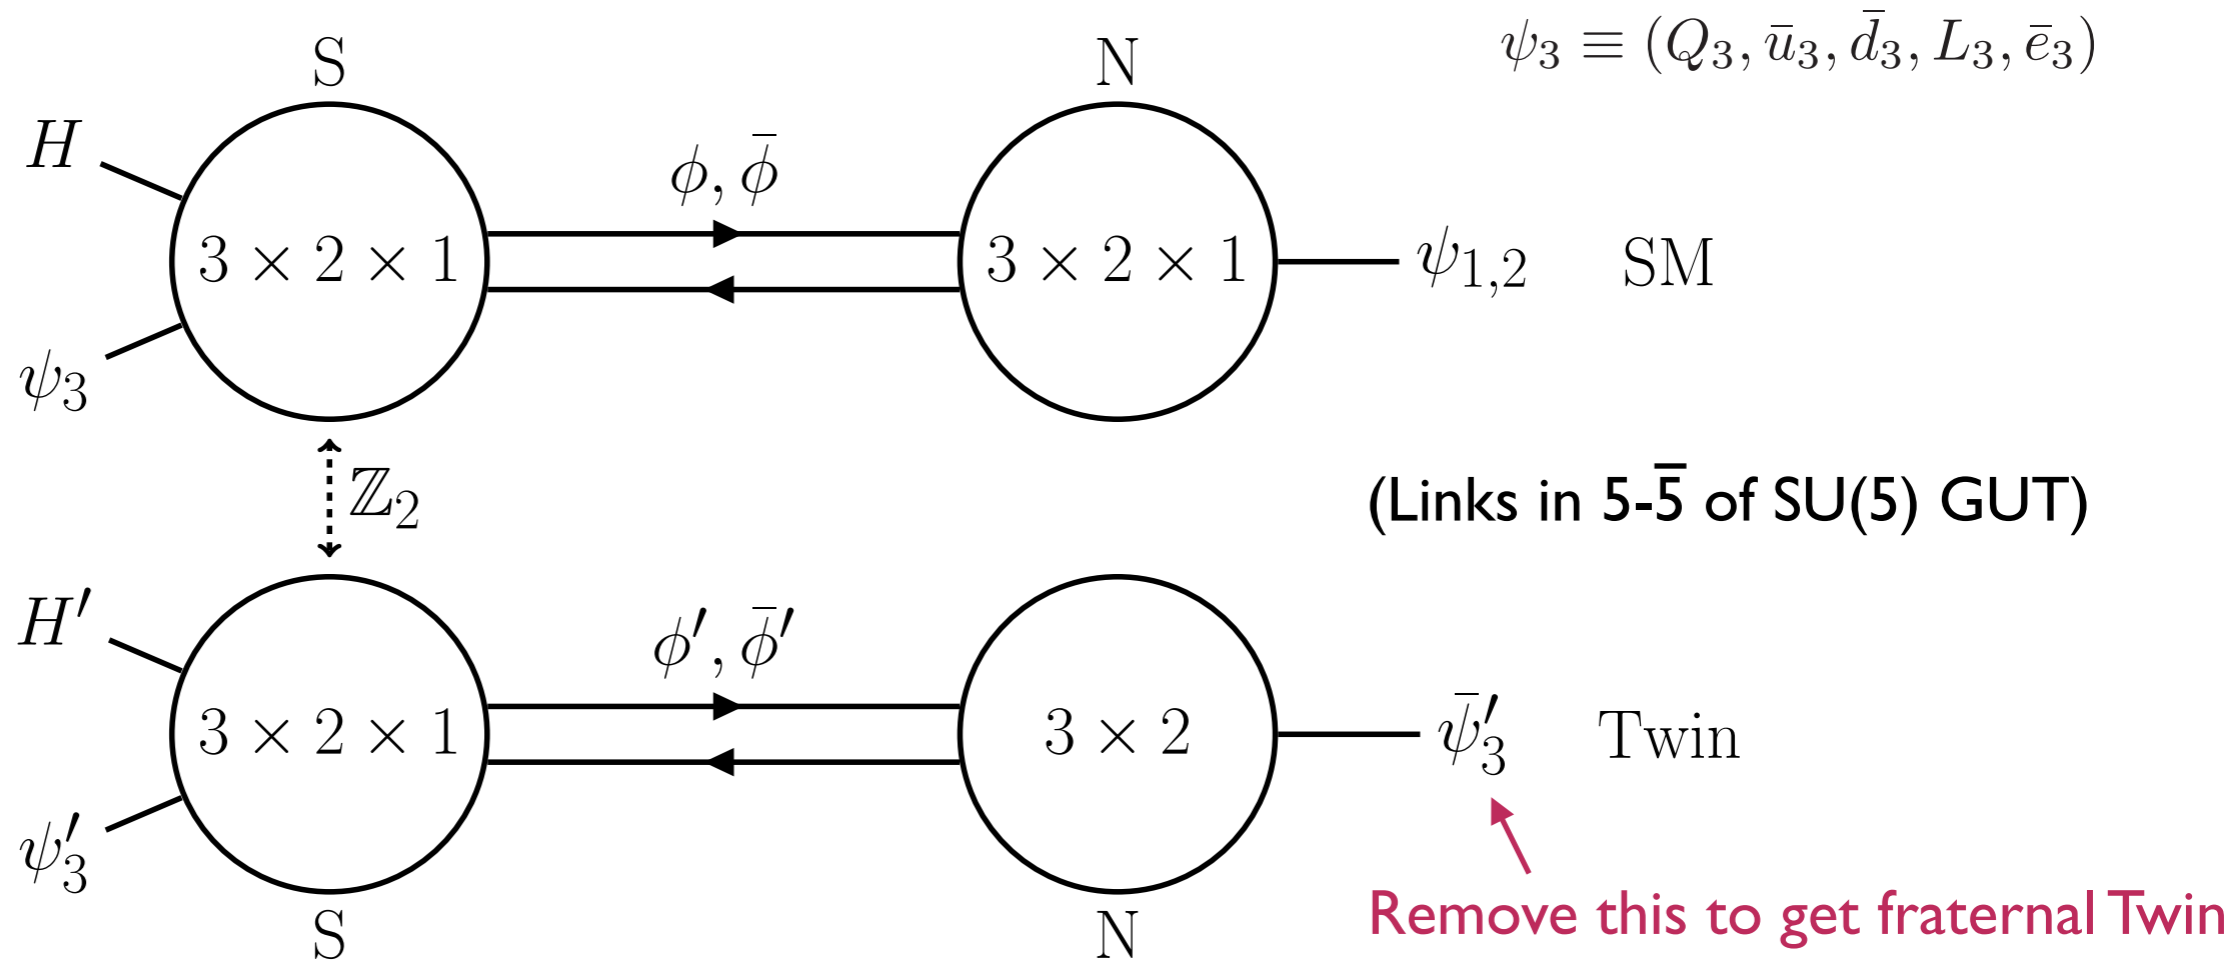 ψ₃ ≡ (Q₃, ū₃, d̄₃, L₃, ē₃)
S
N
H
ϕ, ϕ̄
3 × 2 × 1
3 × 2 × 1
ψ₁,₂
SM
ψ₃
ℤ₂
(Links in 5-5̄ of SU(5) GUT)
H′
ϕ′, ϕ̄′
3 × 2 × 1
3 × 2
ψ̄′₃
Twin
ψ′₃
Remove this to get fraternal Twin
S
N